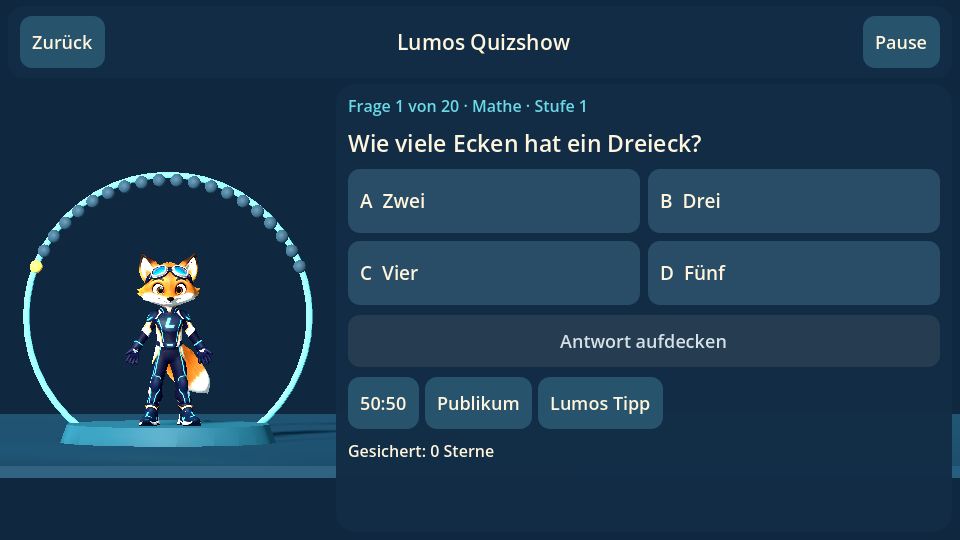 Zurück
Lumos Quizshow
Pause
Frage 1 von 20 · Mathe · Stufe 1
Wie viele Ecken hat ein Dreieck?
A Zwei
B Drei
C Vier
D Fünf
Antwort aufdecken
50:50
Publikum
Lumos Tipp
Gesichert: 0 Sterne
L